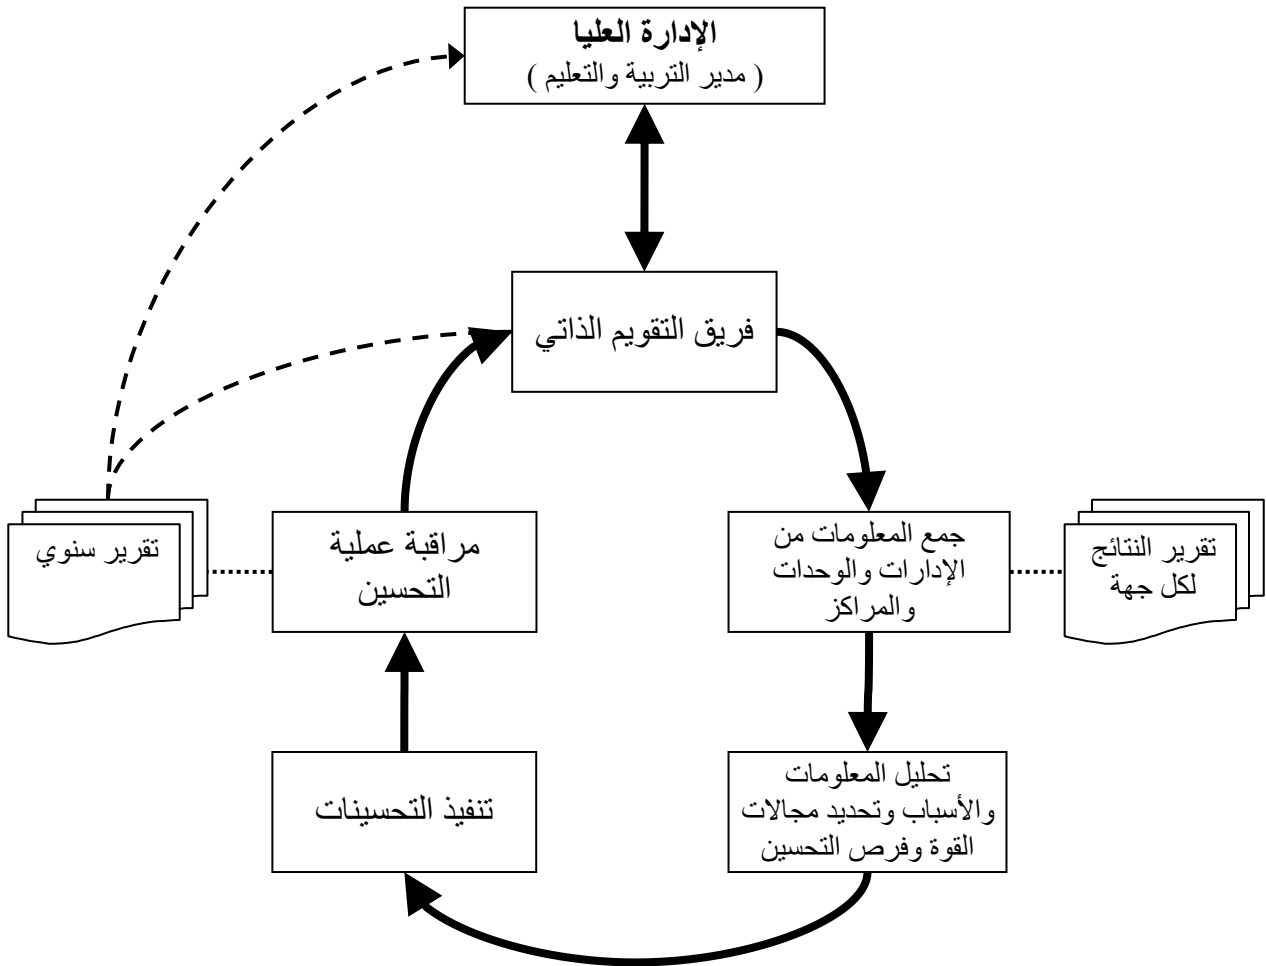 الإدارة العليا
( مدير التربية والتعليم )
فريق التقويم الذاتي
جمع المعلومات من
الإدارات والوحدات
والمراكز
تقرير النتائج
لكل جهة
تحليل المعلومات
والأسباب وتحديد مجالات
القوة وفرص التحسين
تنفيذ التحسينات
مراقبة عملية
التحسين
تقرير سنوي